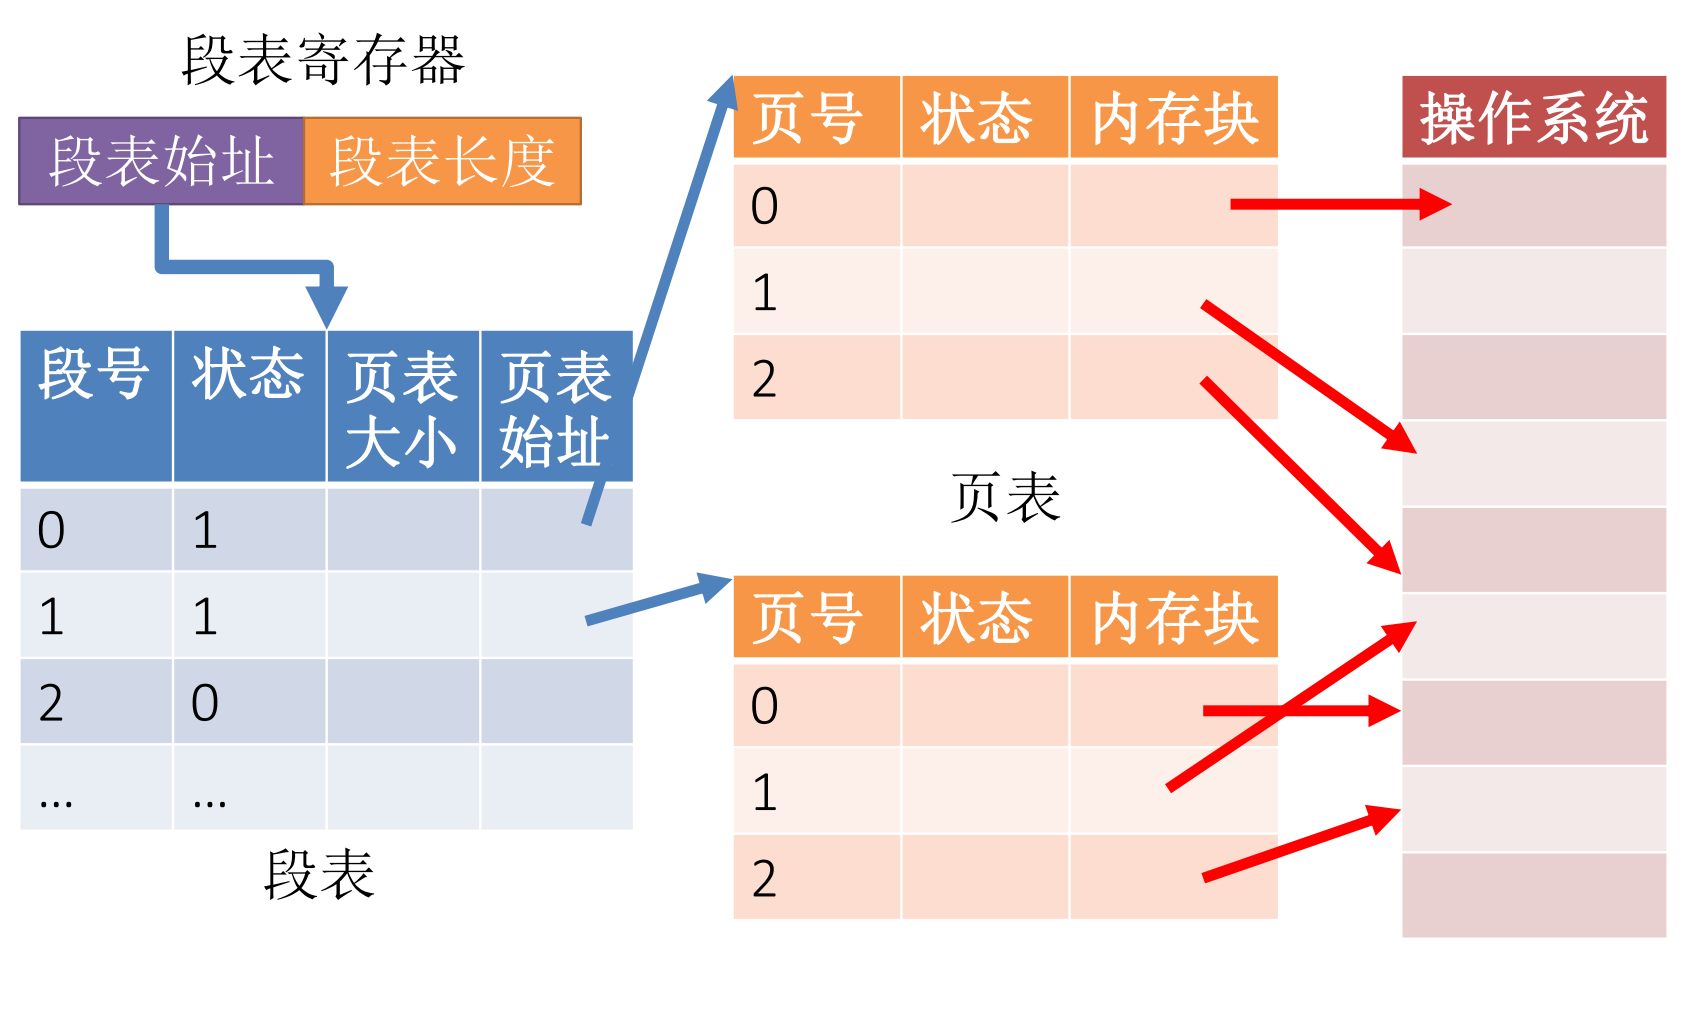 段表寄存器
段表始址 段表长度
段号 状态 页表大小 页表始址
0 1
1 1
2 0
... ...
段表
页号 状态 内存块
0
1
2
页表
页号 状态 内存块
0
1
2
操作系统